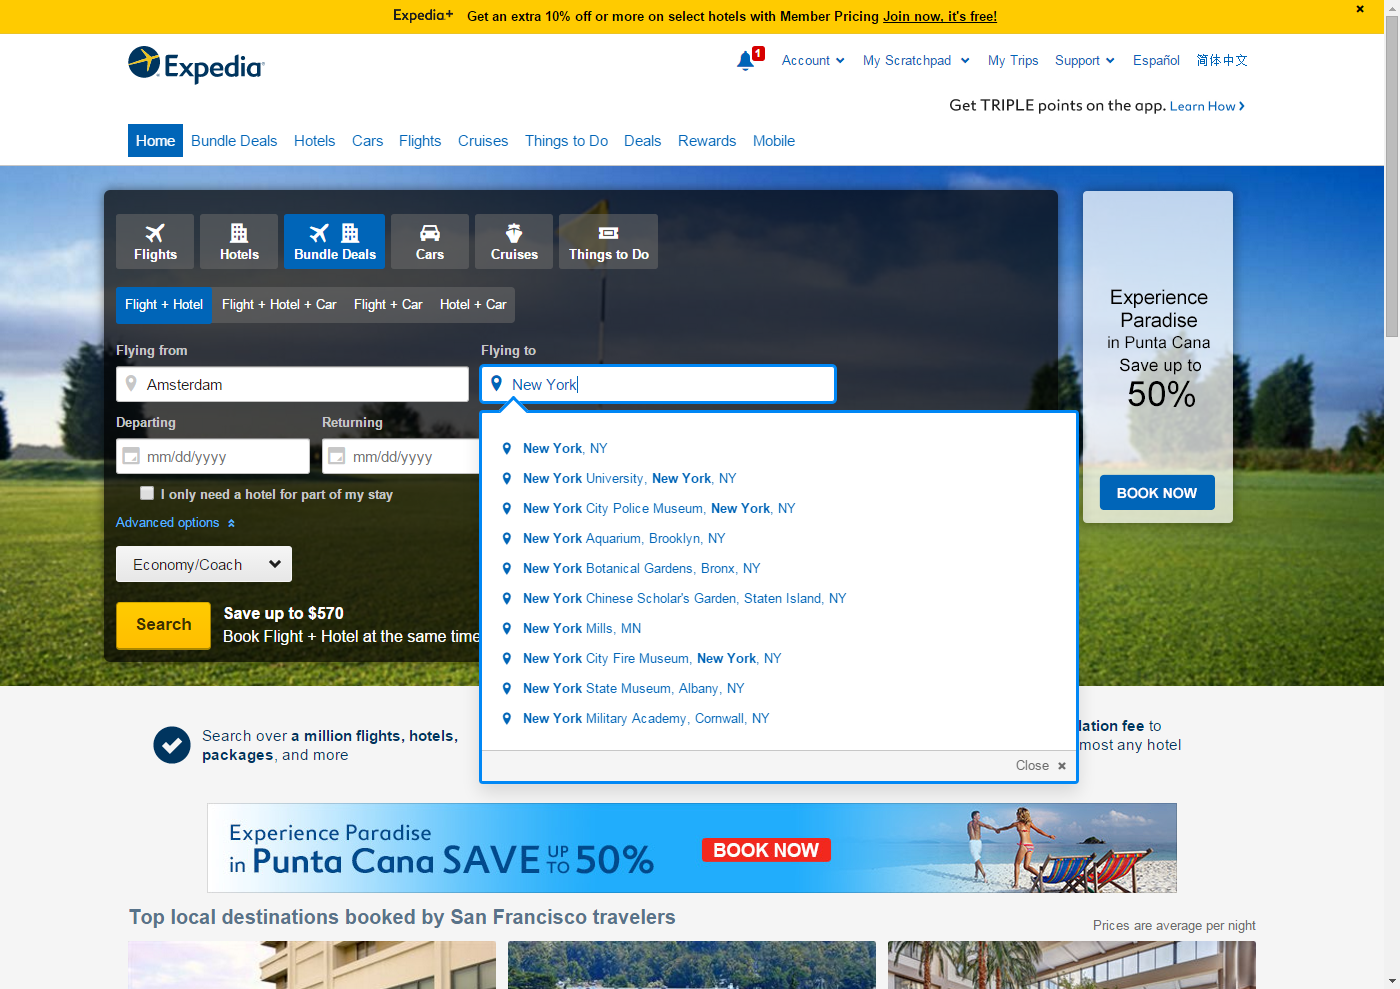 Expedia+ Get an extra 10% off or more on select hotels with Member Pricing Join now, it's free!
Expedia
1
Account My Scratchpad My Trips Support Español 简体中文
Get TRIPLE points on the app. Learn How
Home Bundle Deals Hotels Cars Flights Cruises Things to Do Deals Rewards Mobile
Flights Hotels Bundle Deals Cars Cruises Things to Do
Flight + Hotel Flight + Hotel + Car Flight + Car Hotel + Car
Flying from Flying to
Amsterdam New York
Departing Returning
mm/dd/yyyy mm/dd/yyyy
I only need a hotel for part of my stay
Advanced options
Economy/Coach
Search
Save up to $570
Book Flight + Hotel at the same time
New York, NY
New York University, New York, NY
New York City Police Museum, New York, NY
New York Aquarium, Brooklyn, NY
New York Botanical Gardens, Bronx, NY
New York Chinese Scholar's Garden, Staten Island, NY
New York Mills, MN
New York City Fire Museum, New York, NY
New York State Museum, Albany, NY
New York Military Academy, Cornwall, NY
Close
Experience
Paradise
in Punta Cana
Save up to
50%
BOOK NOW
Search over a million flights, hotels,
packages, and more
lation fee to
most any hotel
Experience Paradise
in Punta Cana SAVE UP TO 50%
BOOK NOW
Top local destinations booked by San Francisco travelers
Prices are average per night